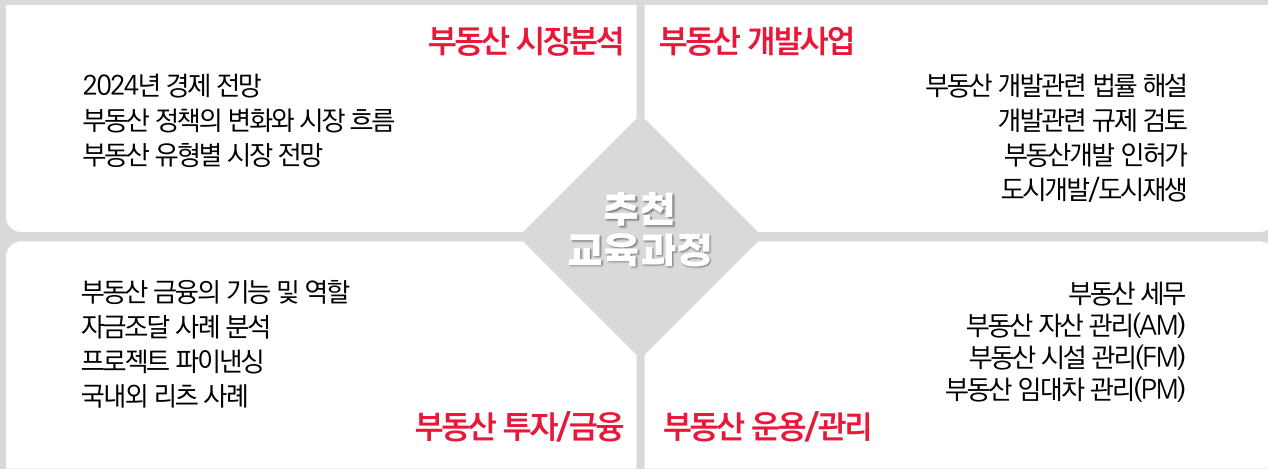 부동산 시장분석
2024년 경제 전망
부동산 정책의 변화와 시장 흐름
부동산 유형별 시장 전망
부동산 개발사업
부동산 개발관련 법률 해설
개발관련 규제 검토
부동산개발 인허가
도시개발/도시재생
추천
교육과정
부동산 금융의 기능 및 역할
자금조달 사례 분석
프로젝트 파이낸싱
국내외 리츠 사례
부동산 투자/금융
부동산 세무
부동산 자산 관리(AM)
부동산 시설 관리(FM)
부동산 임대차 관리(PM)
부동산 운용/관리